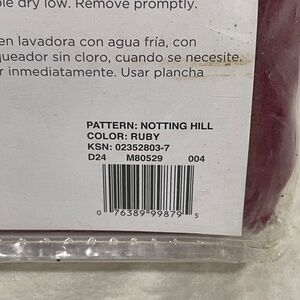 ble dry low. Remove promptly.
en lavadora con agua fría, con
queador sin cloro, cuando se necesite.
r inmediatamente. Usar plancha
PATTERN: NOTTING HILL
COLOR: RUBY
KSN: 02352803-7
D24 M80529 004
0 76389 99879 5